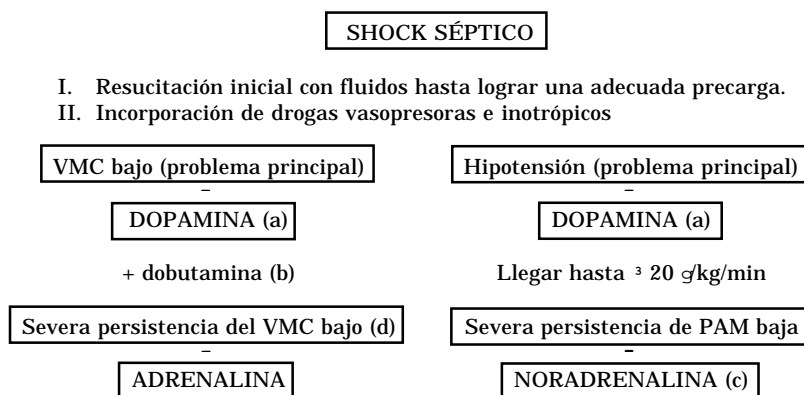 SHOCK SÉPTICO
I. Resucitación inicial con fluidos hasta lograr una adecuada precarga.
II. Incorporación de drogas vasopresoras e inotrópicos
VMC bajo (problema principal)
Hipotensión (problema principal)
DOPAMINA (a)
DOPAMINA (a)
+ dobutamina (b)
Llegar hasta ³ 20 g/kg/min
Severa persistencia del VMC bajo (d)
Severa persistencia de PAM baja
ADRENALINA
NORADRENALINA (c)